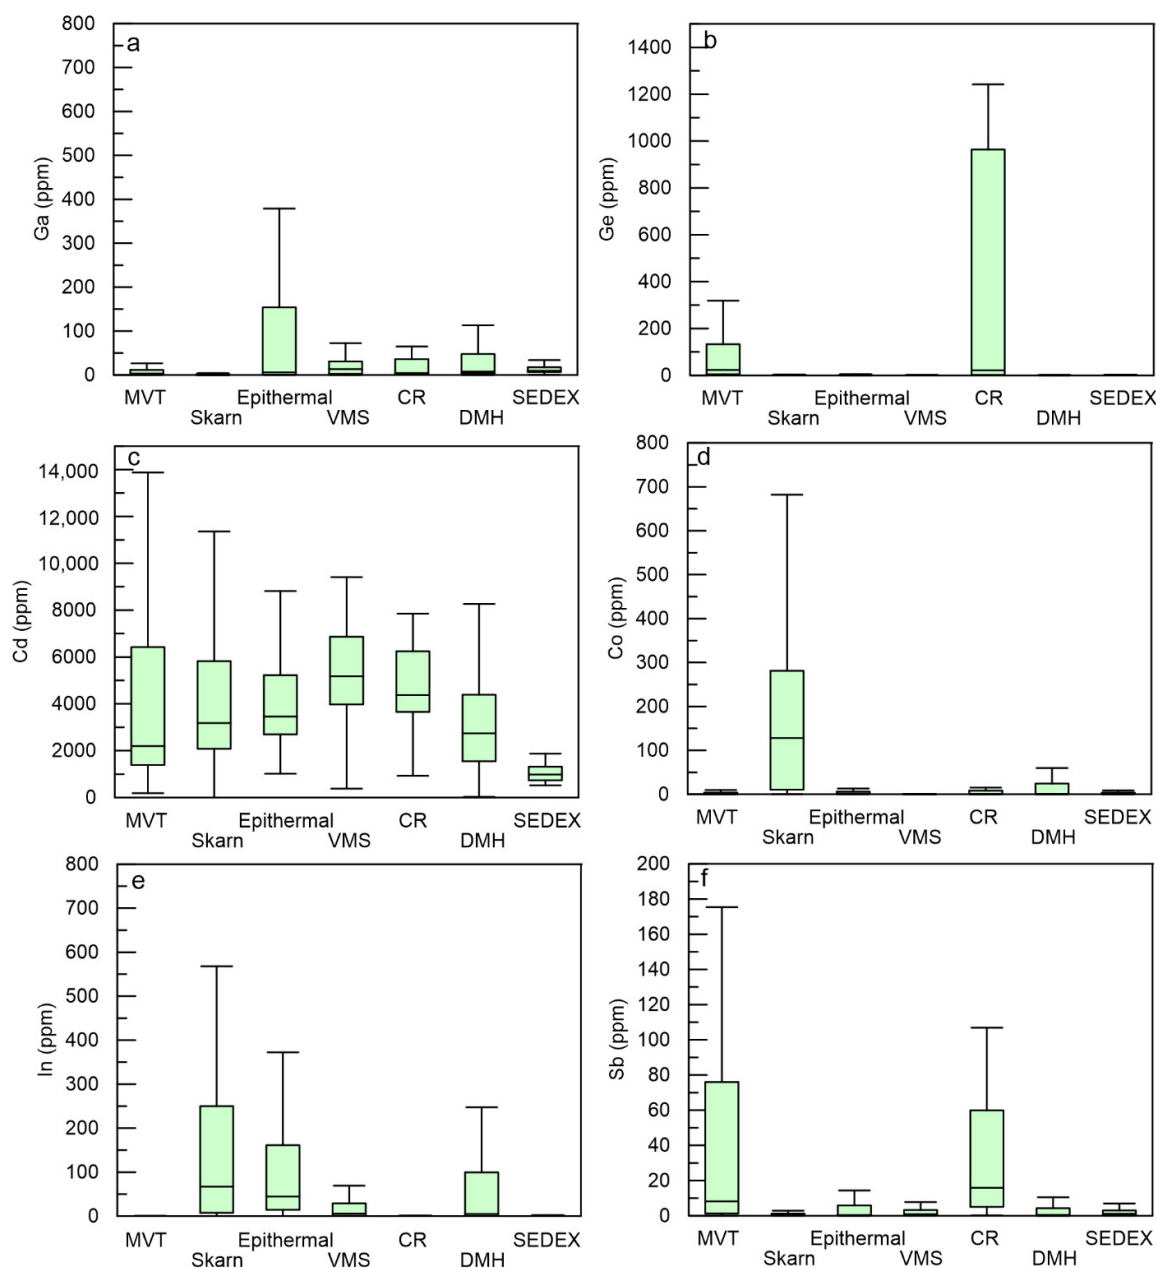 a
800
700
600
500
400
300
200
100
0
Ga (ppm)
MVT Epithermal CR SEDEX
Skarn VMS DMH
b
1400
1200
1000
800
600
400
200
0
Ge (ppm)
MVT Epithermal CR SEDEX
Skarn VMS DMH
c
14,000
12,000
10,000
8000
6000
4000
2000
0
Cd (ppm)
MVT Epithermal CR SEDEX
Skarn VMS DMH
d
800
700
600
500
400
300
200
100
0
Co (ppm)
MVT Epithermal CR SEDEX
Skarn VMS DMH
e
800
700
600
500
400
300
200
100
0
In (ppm)
MVT Epithermal CR SEDEX
Skarn VMS DMH
f
200
180
160
140
120
100
80
60
40
20
0
Sb (ppm)
MVT Epithermal CR SEDEX
Skarn VMS DMH